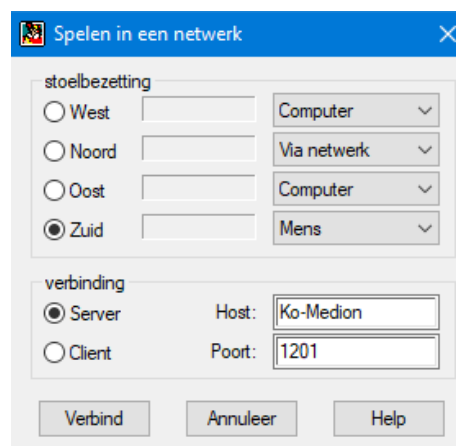 Spelen in een netwerk
stoelbezetting
West Computer
Noord Via netwerk
Oost Computer
Zuid Mens
verbinding
Server Host: Ko-Medion
Client Poort: 1201
Verbind Annuleer Help